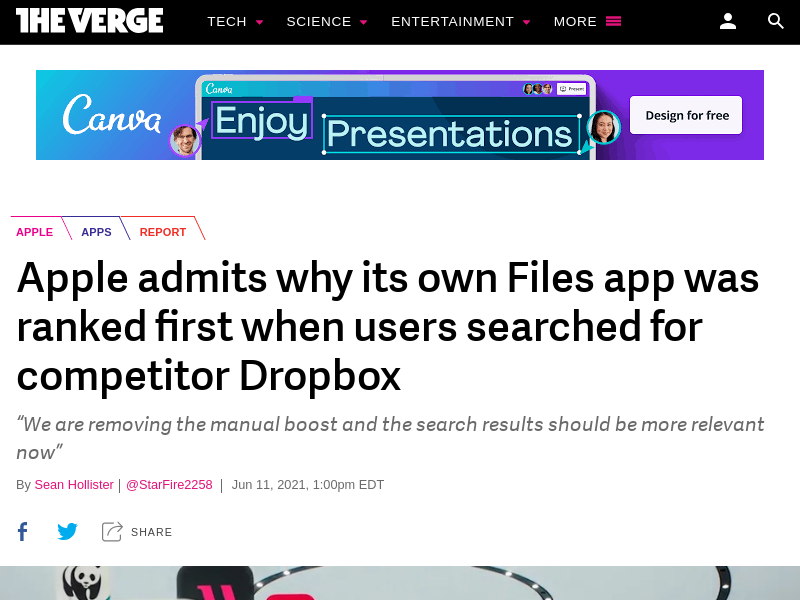 THE VERGE TECH SCIENCE ENTERTAINMENT MORE
Canva
Canva
Present
Enjoy
Presentations
Design for free
APPLE APPS REPORT
Apple admits why its own Files app was
ranked first when users searched for
competitor Dropbox
“We are removing the manual boost and the search results should be more relevant
now”
By Sean Hollister | @StarFire2258 | Jun 11, 2021, 1:00pm EDT
SHARE